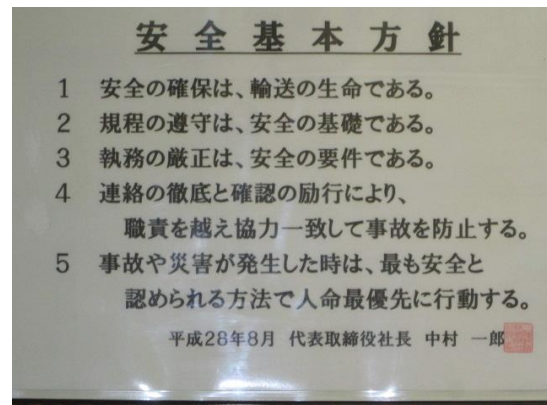 安全基本方針
1 安全の確保は、輸送の生命である。
2 規程の遵守は、安全の基礎である。
3 執務の厳正は、安全の要件である。
4 連絡の徹底と確認の励行により、
職責を越え協力一致して事故を防止する。
5 事故や災害が発生した時は、最も安全と
認められる方法で人命最優先に行動する。
平成28年8月 代表取締役社長 中村 一郎